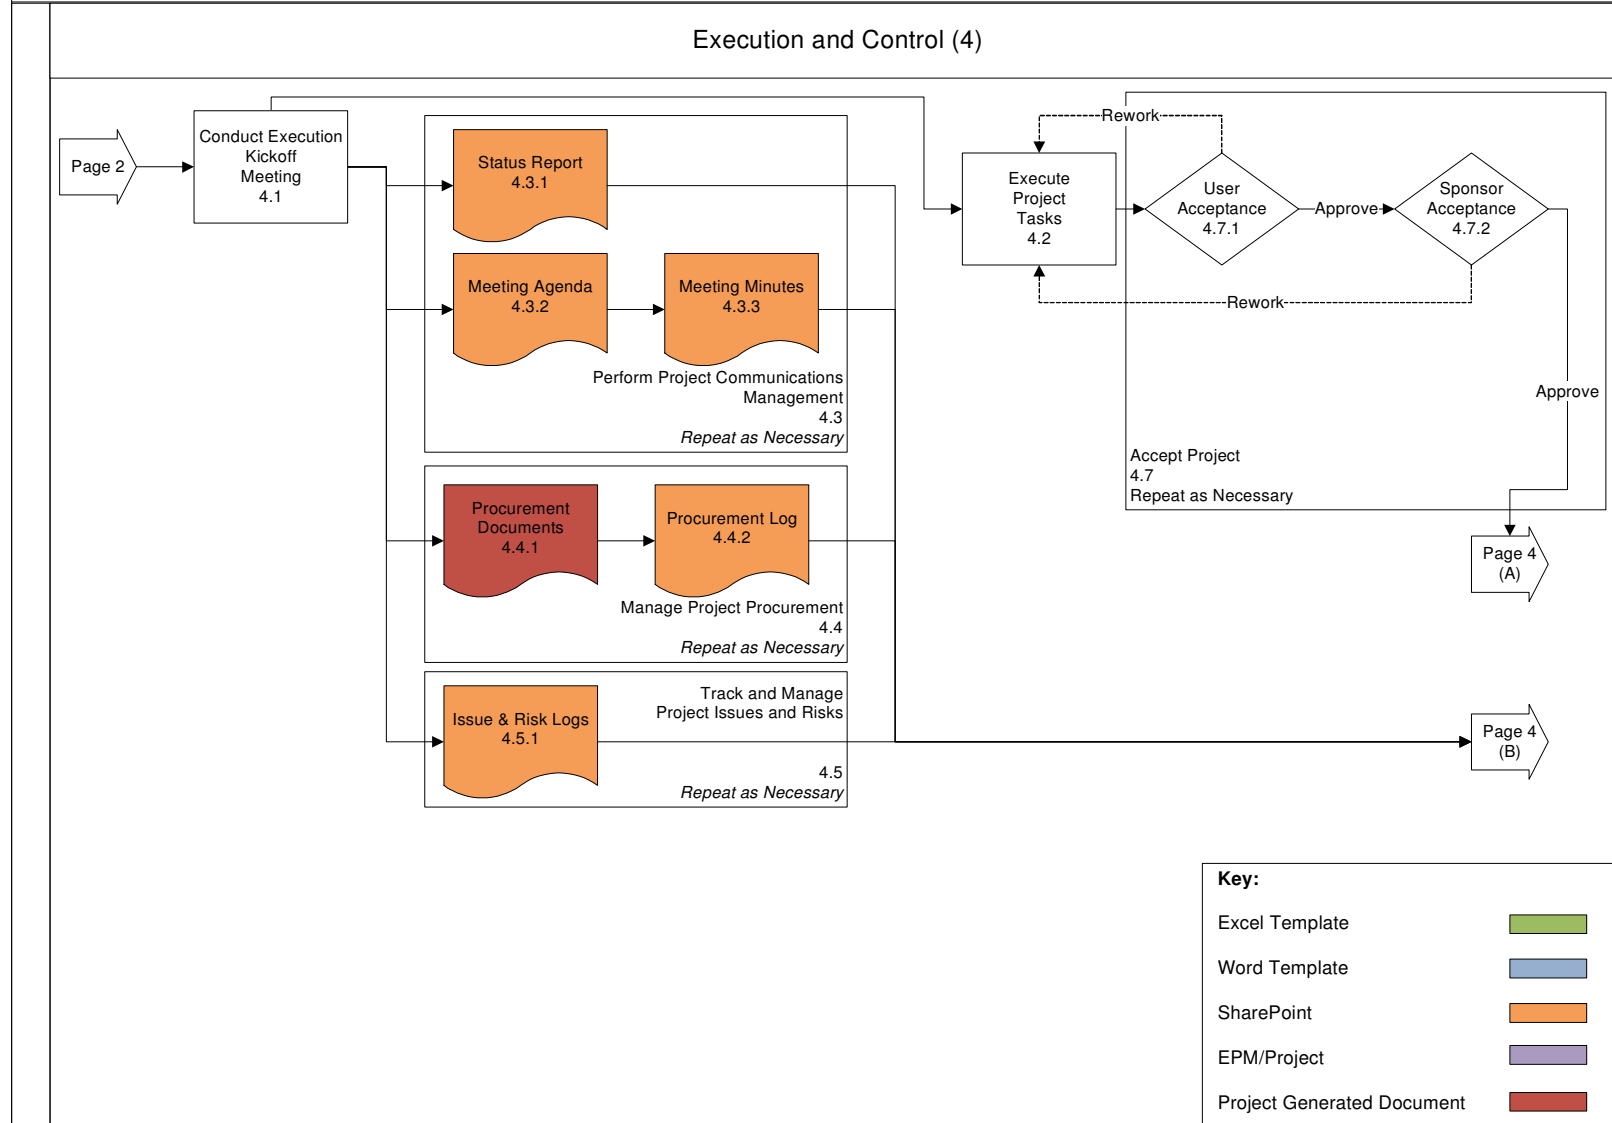 Execution and Control (4)
Page 2
Conduct Execution
Kickoff
Meeting
4.1
Status Report
4.3.1
Meeting Agenda
4.3.2
Meeting Minutes
4.3.3
Perform Project Communications
Management
4.3
Repeat as Necessary
Procurement
Documents
4.4.1
Procurement Log
4.4.2
Manage Project Procurement
4.4
Repeat as Necessary
Track and Manage
Project Issues and Risks
Issue & Risk Logs
4.5.1
4.5
Repeat as Necessary
Execute
Project
Tasks
4.2
Rework
User
Acceptance
4.7.1
Approve
Sponsor
Acceptance
4.7.2
Rework
Approve
Accept Project
4.7
Repeat as Necessary
Page 4
(A)
Page 4
(B)
Key:
Excel Template
Word Template
SharePoint
EPM/Project
Project Generated Document